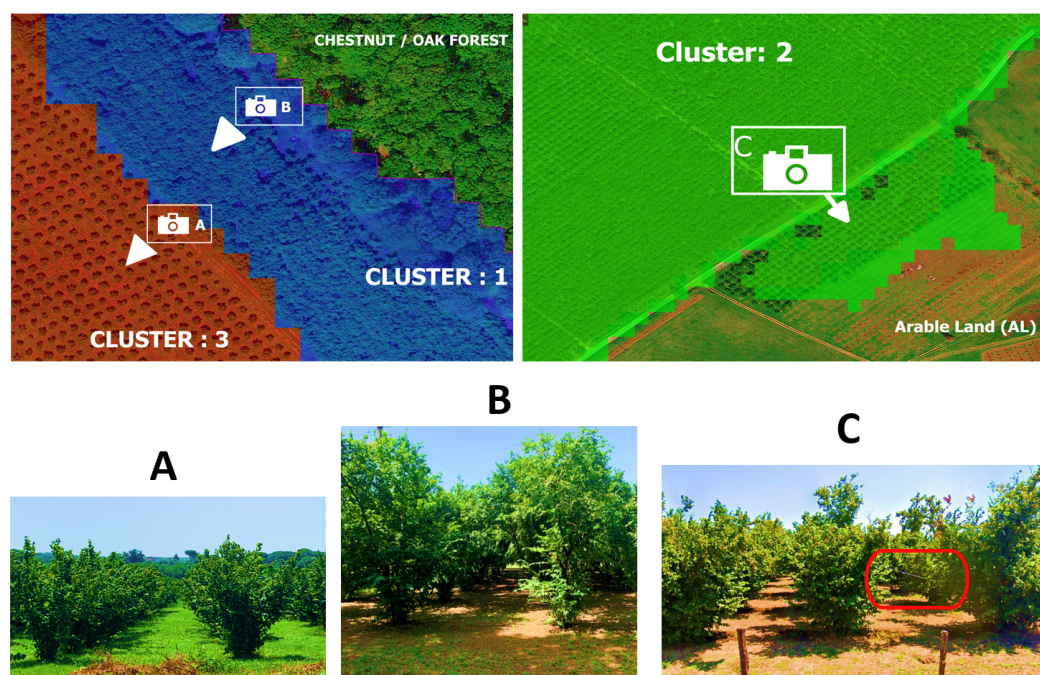 CHESTNUT / OAK FOREST
B
A
CLUSTER : 1
CLUSTER : 3
Cluster: 2
C
Arable Land (AL)
A
B
C